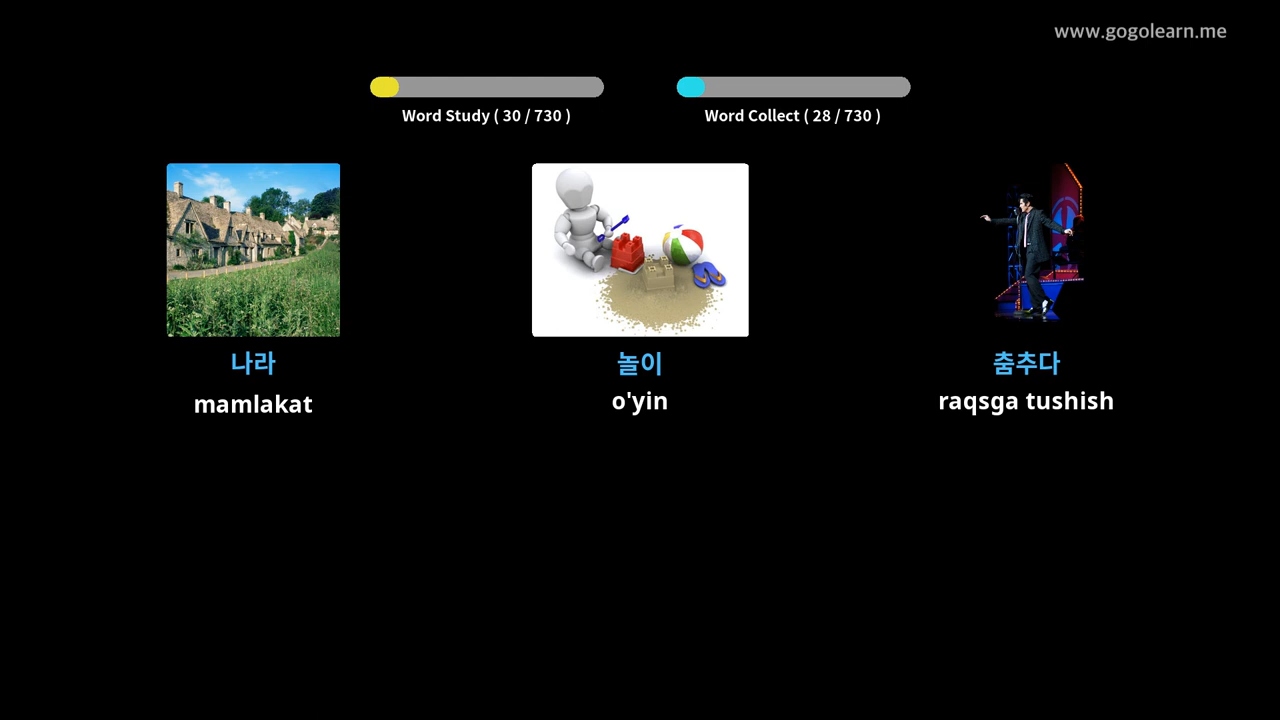 www.gogolearn.me
Word Study ( 30 / 730 )
Word Collect ( 28 / 730 )
나라
놀이
춤추다
mamlakat
o'yin
raqsga tushish